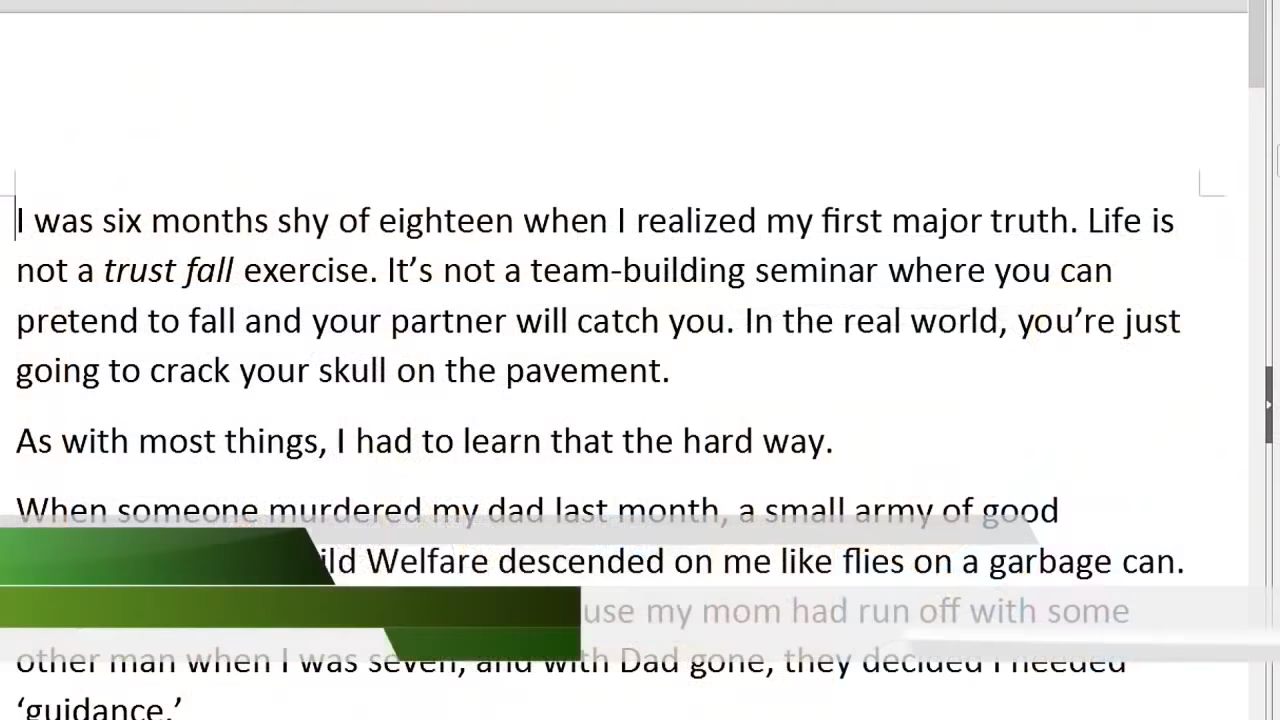 I was six months shy of eighteen when I realized my first major truth. Life is
not a trust fall exercise. It’s not a team-building seminar where you can
pretend to fall and your partner will catch you. In the real world, you’re just
going to crack your skull on the pavement.
As with most things, I had to learn that the hard way.
When someone murdered my dad last month, a small army of good
Welfare descended on me like flies on a garbage can.
my mom had run off with some
other man when I was seven, and with Dad gone, they decided I needed
‘guidance.’